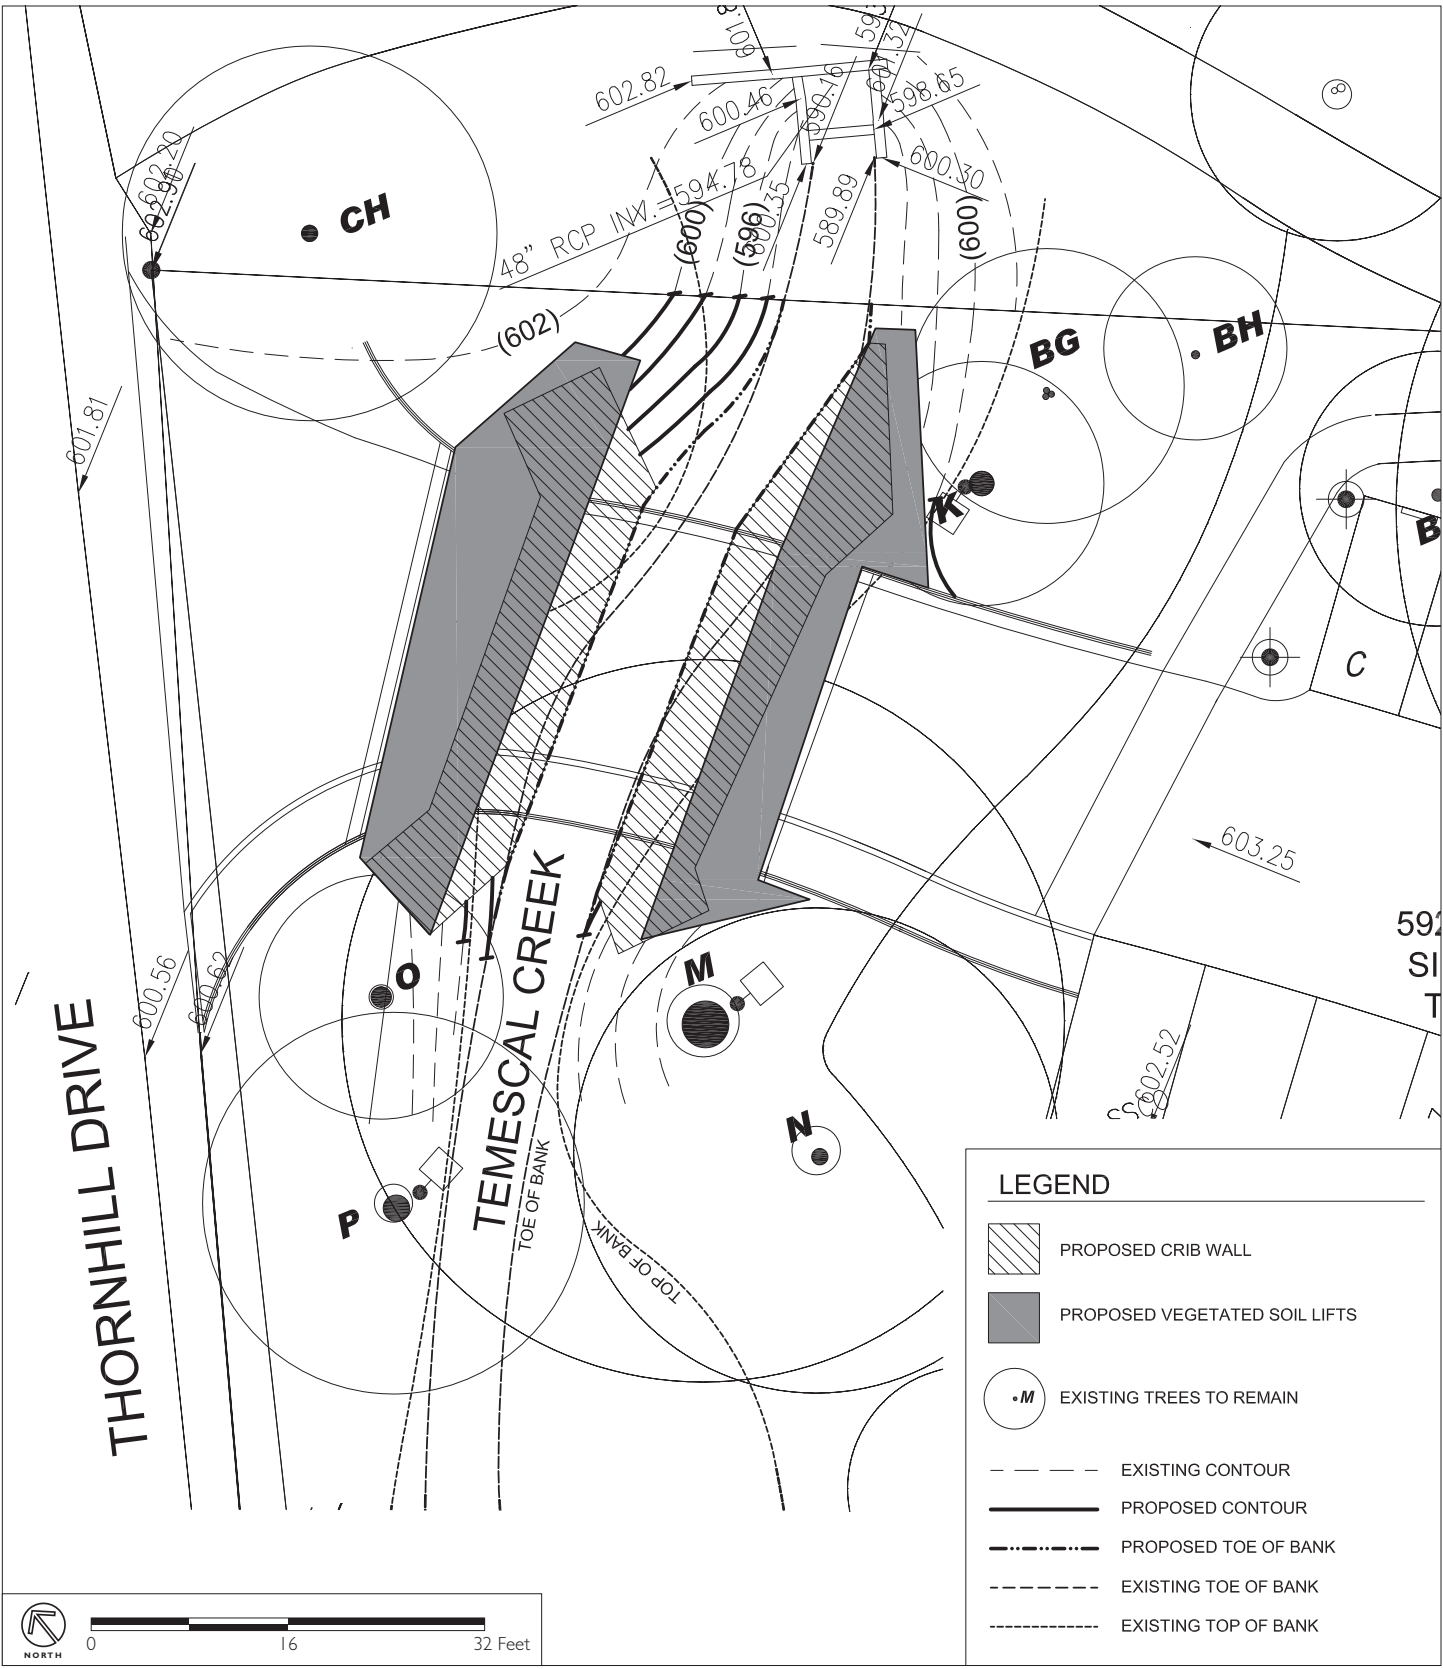 602.82
600.46
590.16
598.65
602.90
CH
48" RCP INV.=594.78
600.35
589.89
600.30
(600)
(596)
(600)
(602)
BG
BH
601.81
K
C
603.25
592
SI
T
600.56
600.62
O
M
602.52
N
P
THORNHILL DRIVE
TEMESCAL CREEK
TOE OF BANK
TOP OF BANK
LEGEND
PROPOSED CRIB WALL
PROPOSED VEGETATED SOIL LIFTS
M EXISTING TREES TO REMAIN
EXISTING CONTOUR
PROPOSED CONTOUR
PROPOSED TOE OF BANK
EXISTING TOE OF BANK
EXISTING TOP OF BANK
NORTH
0 16 32 Feet